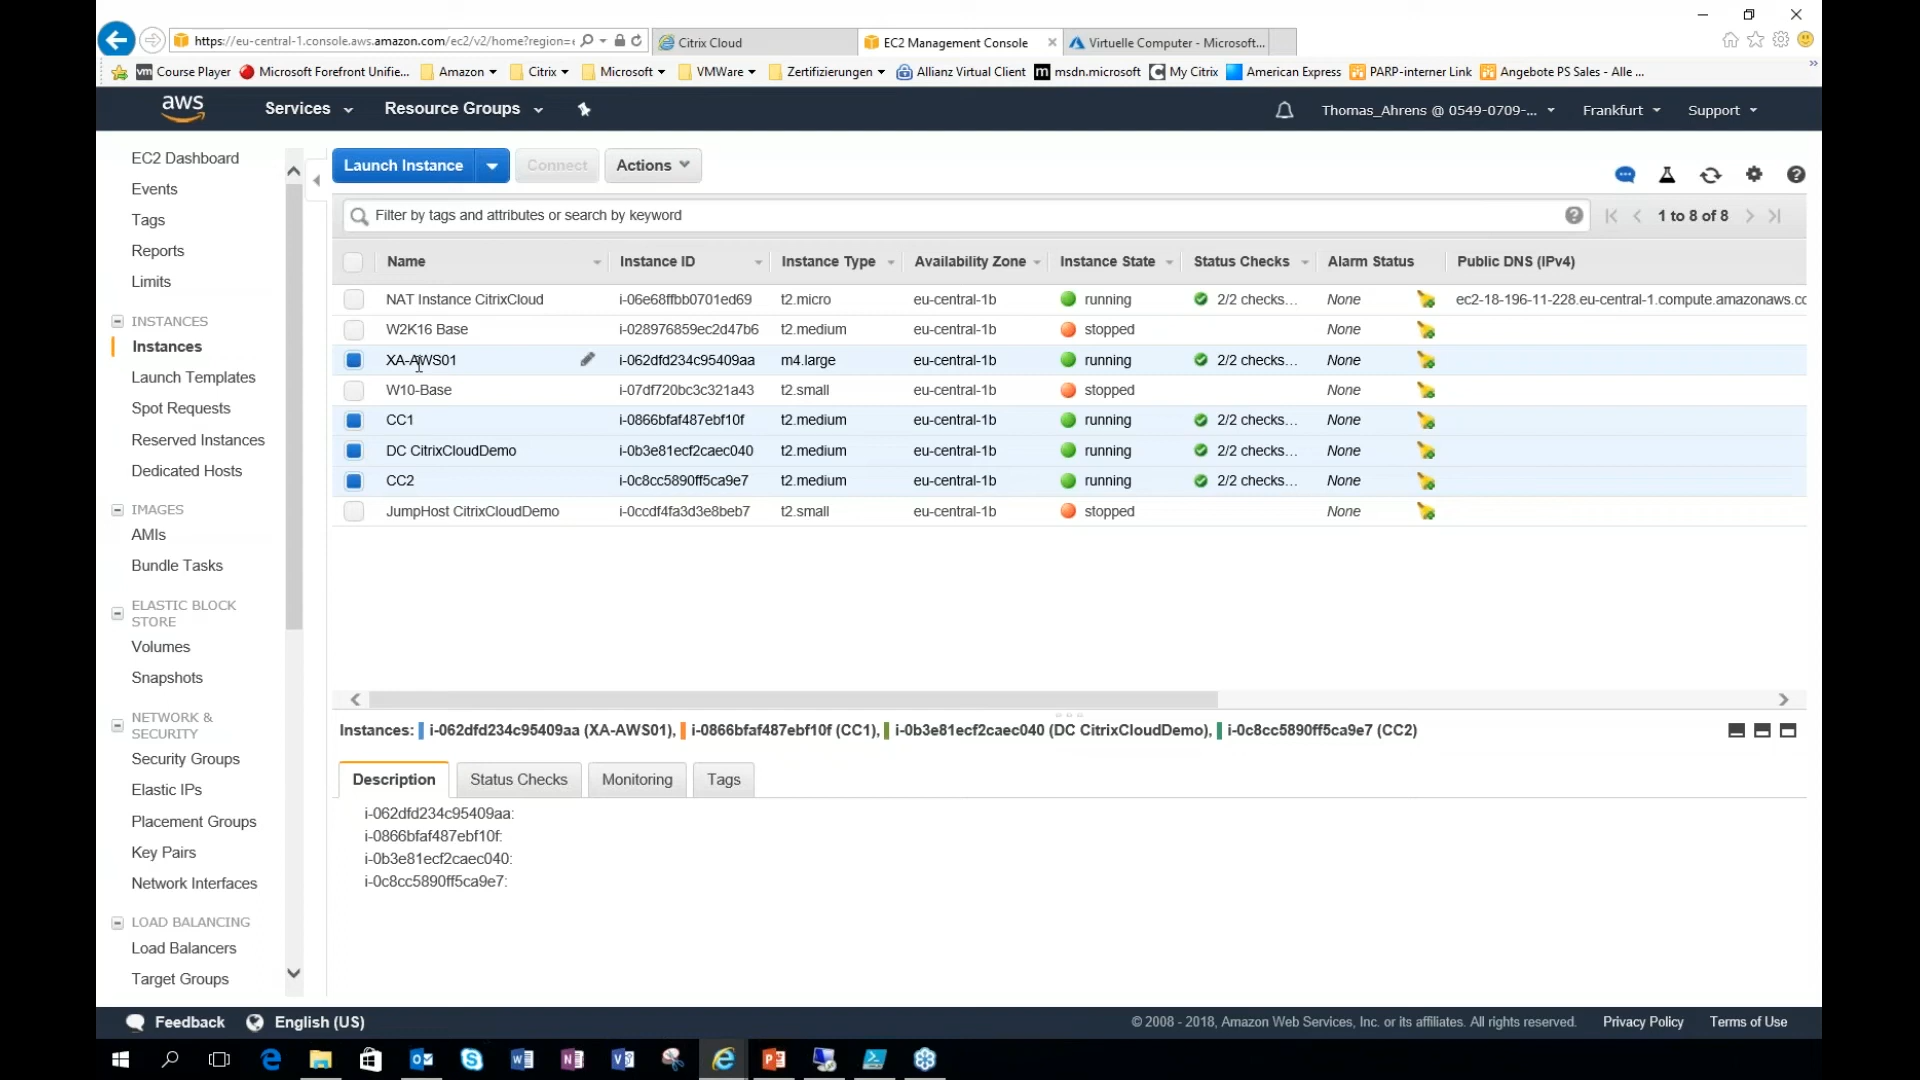 https://eu-central-1.console.aws.amazon.com/ec2/v2/home?region=e
Citrix Cloud
EC2 Management Console
Virtuelle Computer - Microsoft...
vm Course Player
Microsoft Forefront Unifie...
Amazon
Citrix
Microsoft
VMWare
Zertifizierungen
Allianz Virtual Client
m msdn.microsoft
My Citrix
American Express
PARP-interner Link
Angebote PS Sales - Alle ...
aws
Services
Resource Groups
Thomas_Ahrens @ 0549-0709-...
Frankfurt
Support
EC2 Dashboard
Events
Tags
Reports
Limits
INSTANCES
Instances
Launch Templates
Spot Requests
Reserved Instances
Dedicated Hosts
IMAGES
AMIs
Bundle Tasks
ELASTIC BLOCK
STORE
Volumes
Snapshots
NETWORK &
SECURITY
Security Groups
Elastic IPs
Placement Groups
Key Pairs
Network Interfaces
LOAD BALANCING
Load Balancers
Target Groups
Launch Instance
Connect
Actions
Filter by tags and attributes or search by keyword
1 to 8 of 8
Name Instance ID Instance Type Availability Zone Instance State Status Checks Alarm Status Public DNS (IPv4)
NAT Instance CitrixCloud i-06e68ffbb0701ed69 t2.micro eu-central-1b running 2/2 checks... None ec2-18-196-11-228.eu-central-1.compute.amazonaws.cc
W2K16 Base i-028976859ec2d47b6 t2.medium eu-central-1b stopped None
XA-AWS01 i-062dfd234c95409aa m4.large eu-central-1b running 2/2 checks... None
W10-Base i-07df720bc3c321a43 t2.small eu-central-1b stopped None
CC1 i-0866bfaf487ebf10f t2.medium eu-central-1b running 2/2 checks... None
DC CitrixCloudDemo i-0b3e81ecf2caec040 t2.medium eu-central-1b running 2/2 checks... None
CC2 i-0c8cc5890ff5ca9e7 t2.medium eu-central-1b running 2/2 checks... None
JumpHost CitrixCloudDemo i-0ccdf4fa3d3e8beb7 t2.small eu-central-1b stopped None
Instances: i-062dfd234c95409aa (XA-AWS01), i-0866bfaf487ebf10f (CC1), i-0b3e81ecf2caec040 (DC CitrixCloudDemo), i-0c8cc5890ff5ca9e7 (CC2)
Description
Status Checks
Monitoring
Tags
i-062dfd234c95409aa:
i-0866bfaf487ebf10f:
i-0b3e81ecf2caec040:
i-0c8cc5890ff5ca9e7:
Feedback
English (US)
© 2008 - 2018, Amazon Web Services, Inc. or its affiliates. All rights reserved.
Privacy Policy
Terms of Use